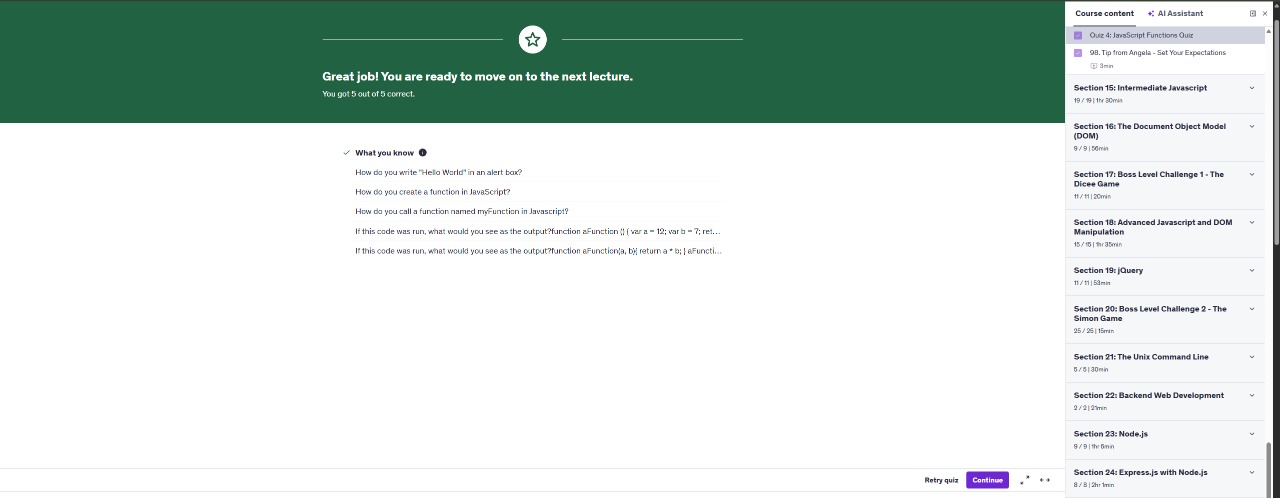 Great job! You are ready to move on to the next lecture.
You got 5 out of 5 correct.
What you know
How do you write "Hello World" in an alert box?
How do you create a function in JavaScript?
How do you call a function named myFunction in Javascript?
If this code was run, what would you see as the output?function aFunction () { var a = 12; var b = 7; ret...
If this code was run, what would you see as the output?function aFunction(a, b){ return a * b; } aFuncti...
Retry quiz
Continue
Course content
AI Assistant
Quiz 4: JavaScript Functions Quiz
98. Tip from Angela - Set Your Expectations
3min
Section 15: Intermediate Javascript
19 / 19 | 1hr 30min
Section 16: The Document Object Model
(DOM)
9 / 9 | 56min
Section 17: Boss Level Challenge 1 - The
Dicee Game
11 / 11 | 20min
Section 18: Advanced Javascript and DOM
Manipulation
15 / 15 | 1hr 35min
Section 19: jQuery
11 / 11 | 53min
Section 20: Boss Level Challenge 2 - The
Simon Game
25 / 25 | 15min
Section 21: The Unix Command Line
5 / 5 | 30min
Section 22: Backend Web Development
2 / 2 | 21min
Section 23: Node.js
9 / 9 | 1hr 6min
Section 24: Express.js with Node.js
8 / 8 | 2hr 1min